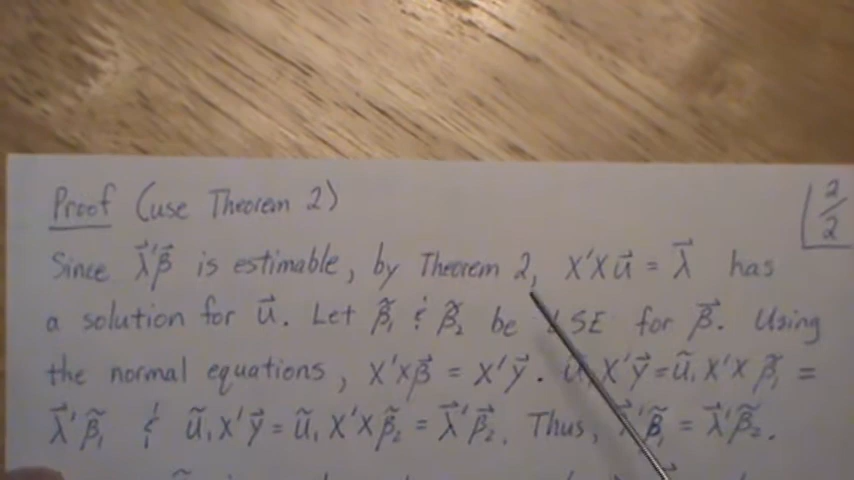 Proof (use Theorem 2)
2/2
Since λ⃗'β⃗ is estimable, by Theorem 2, X'Xu⃗ = λ⃗ has
a solution for u⃗. Let β̃₁ & β̃₂ be LSE for β⃗. Using
the normal equations, X'Xβ⃗ = X'y⃗. ũ₁X'y⃗ = ũ₁X'Xβ̃₁ =
λ⃗'β̃₁ & ũ₁X'y⃗ = ũ₁X'Xβ̃₂ = λ⃗'β̃₂. Thus, λ⃗'β̃₁ = λ⃗'β̃₂.